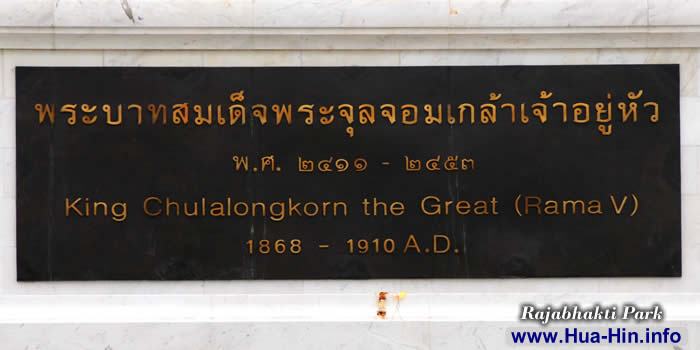 พระบาทสมเด็จพระจุลจอมเกล้าเจ้าอยู่หัว
พ.ศ. ๒๔๑๑ - ๒๔๕๓
King Chulalongkorn the Great (Rama V)
1868 - 1910 A.D.
Rajabhakti Park
www.Hua-Hin.info